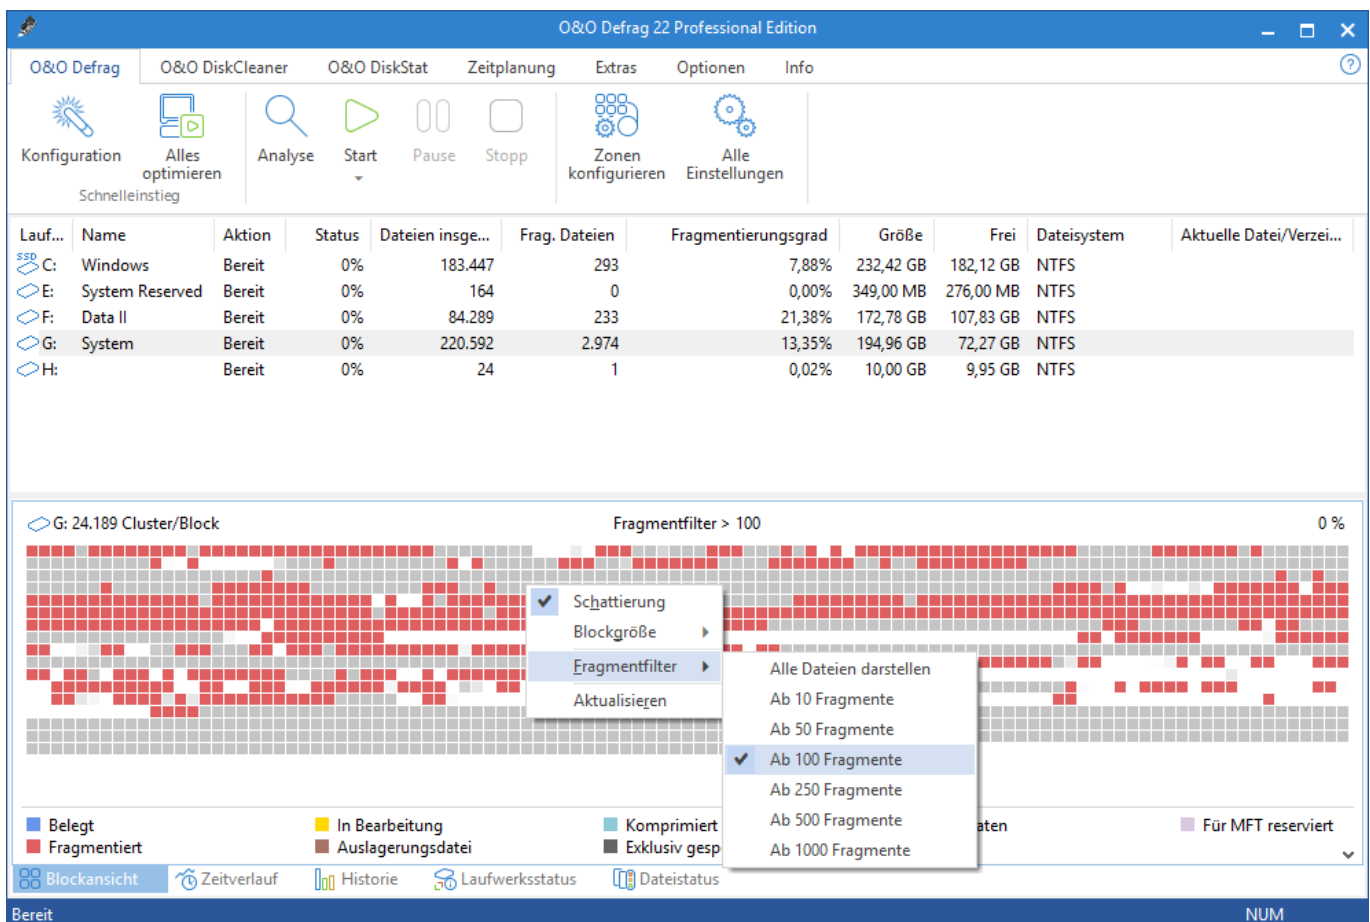 O&O Defrag 22 Professional Edition
O&O Defrag O&O DiskCleaner O&O DiskStat Zeitplanung Extras Optionen Info ?
Konfiguration Alles optimieren Analyse Start Pause Stopp Zonen konfigurieren Alle Einstellungen
Schnelleinstieg
Lauf... Name Aktion Status Dateien insge... Frag. Dateien Fragmentierungsgrad Größe Frei Dateisystem Aktuelle Datei/Verzei...
SSD C: Windows Bereit 0% 183.447 293 7,88% 232,42 GB 182,12 GB NTFS
E: System Reserved Bereit 0% 164 0 0,00% 349,00 MB 276,00 MB NTFS
F: Data II Bereit 0% 84.289 233 21,38% 172,78 GB 107,83 GB NTFS
G: System Bereit 0% 220.592 2.974 13,35% 194,96 GB 72,27 GB NTFS
H: Bereit 0% 24 1 0,02% 10,00 GB 9,95 GB NTFS
G: 24.189 Cluster/Block Fragmentfilter > 100 0 %
Schattierung
Blockgröße
Fragmentfilter
Aktualisieren
Alle Dateien darstellen
Ab 10 Fragmente
Ab 50 Fragmente
Ab 100 Fragmente
Ab 250 Fragmente
Ab 500 Fragmente
Ab 1000 Fragmente
Belegt In Bearbeitung Komprimiert aten Für MFT reserviert
Fragmentiert Auslagerungsdatei Exklusiv gesp
Blockansicht Zeitverlauf Historie Laufwerksstatus Dateistatus
Bereit NUM